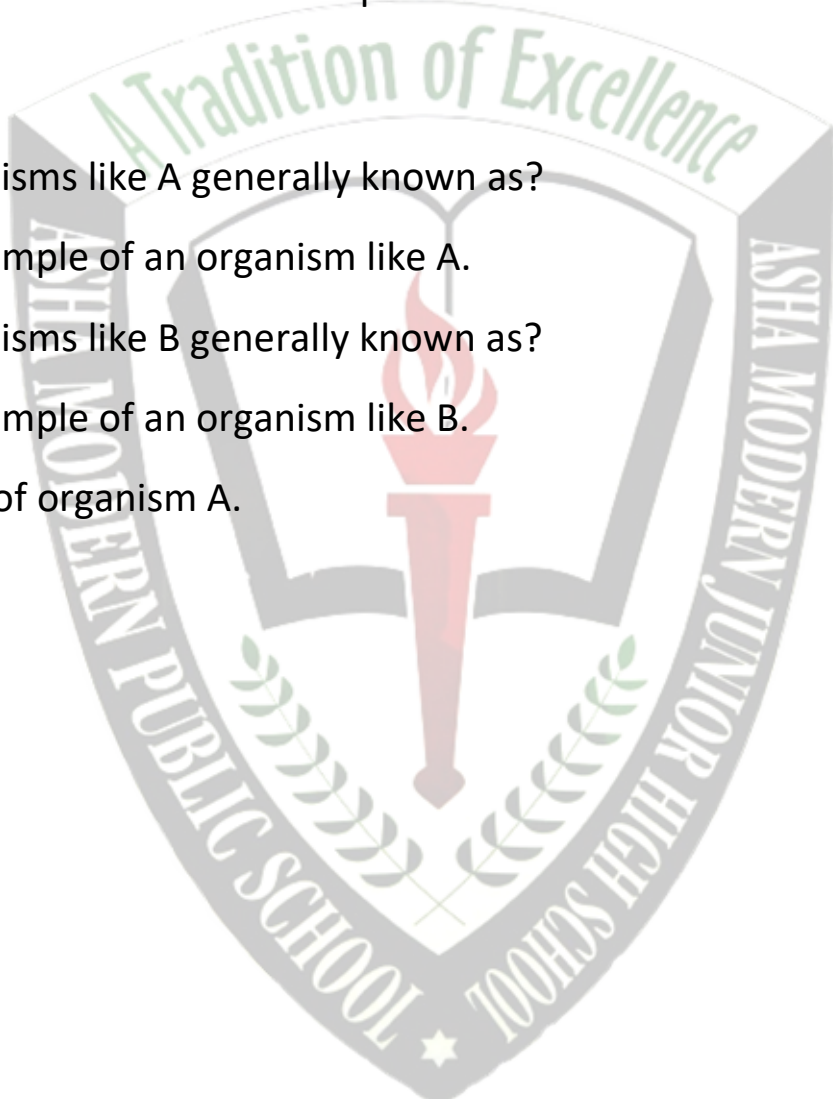 A Tradition of Excellence
isms like A generally known as?
mple of an organism like A.
isms like B generally known as?
mple of an organism like B.
of organism A.
ASHA MODERN PUBLIC SCHOOL
ASHA MODERN JUNIOR HIGH SCHOOL